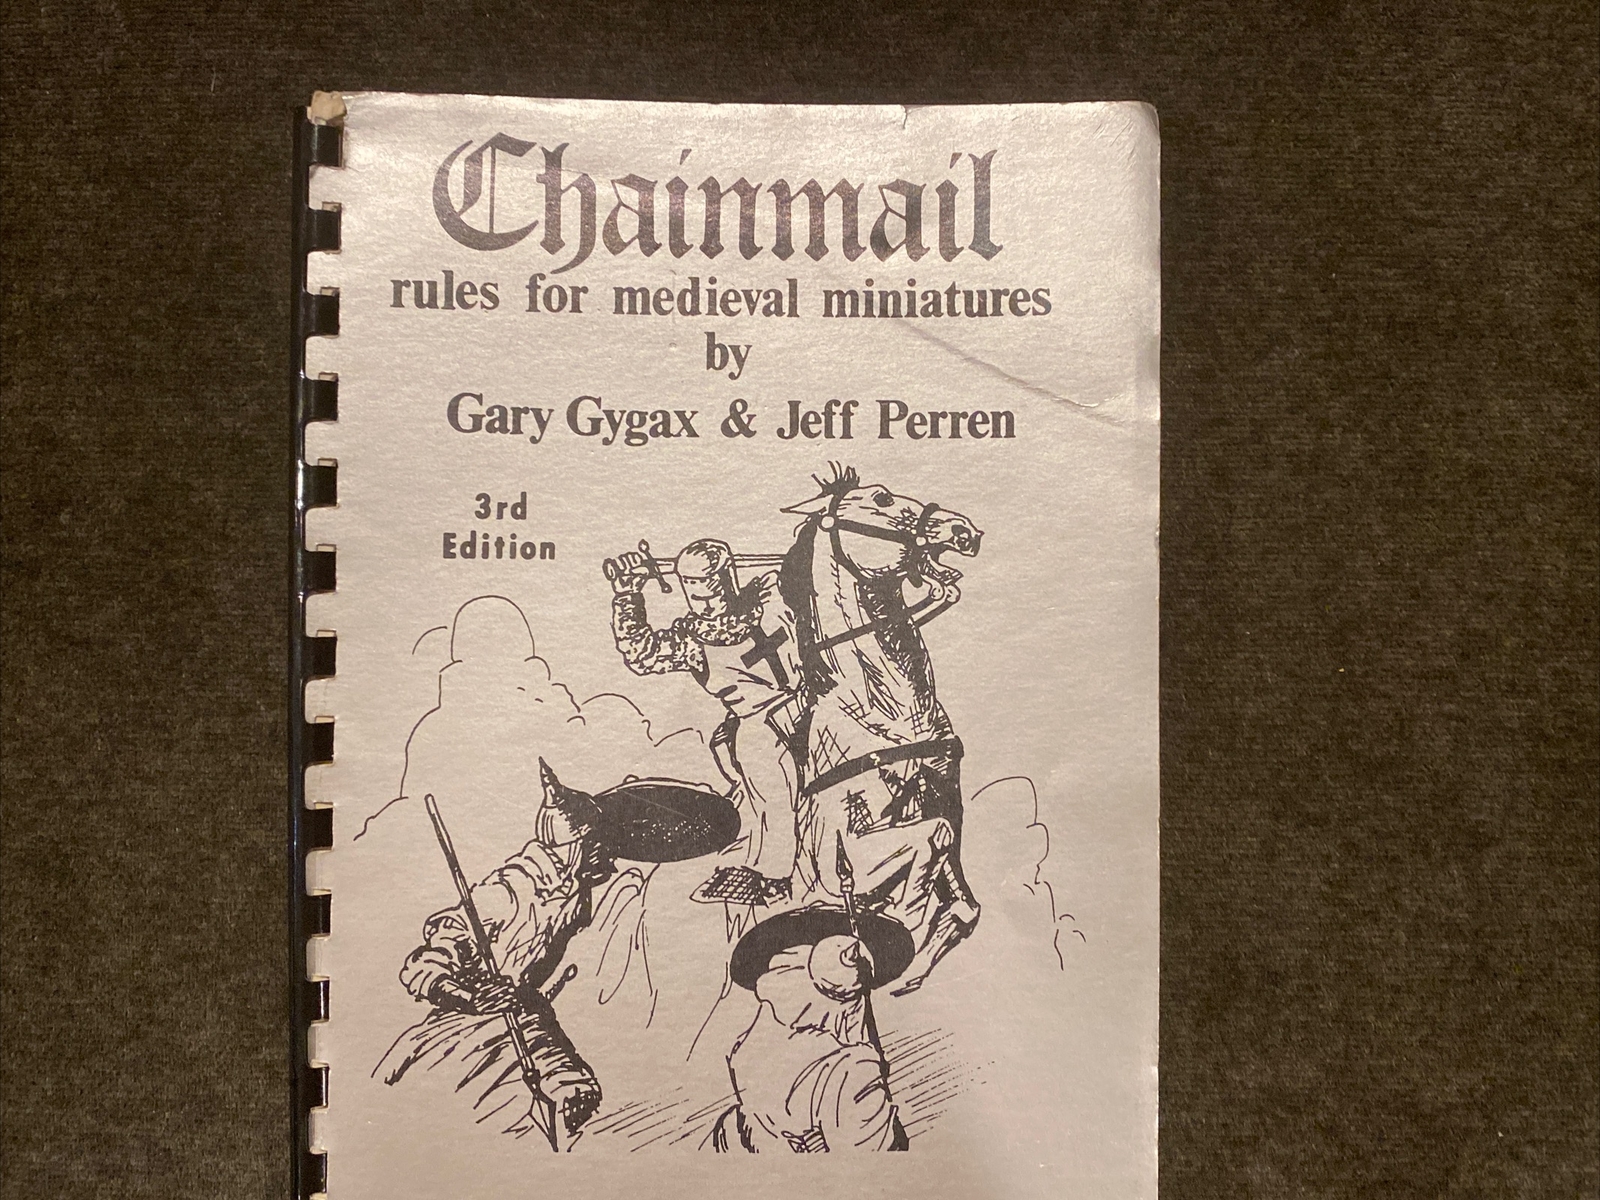 Chainmail
rules for medieval miniatures
by
Gary Gygax & Jeff Perren
3rd
Edition